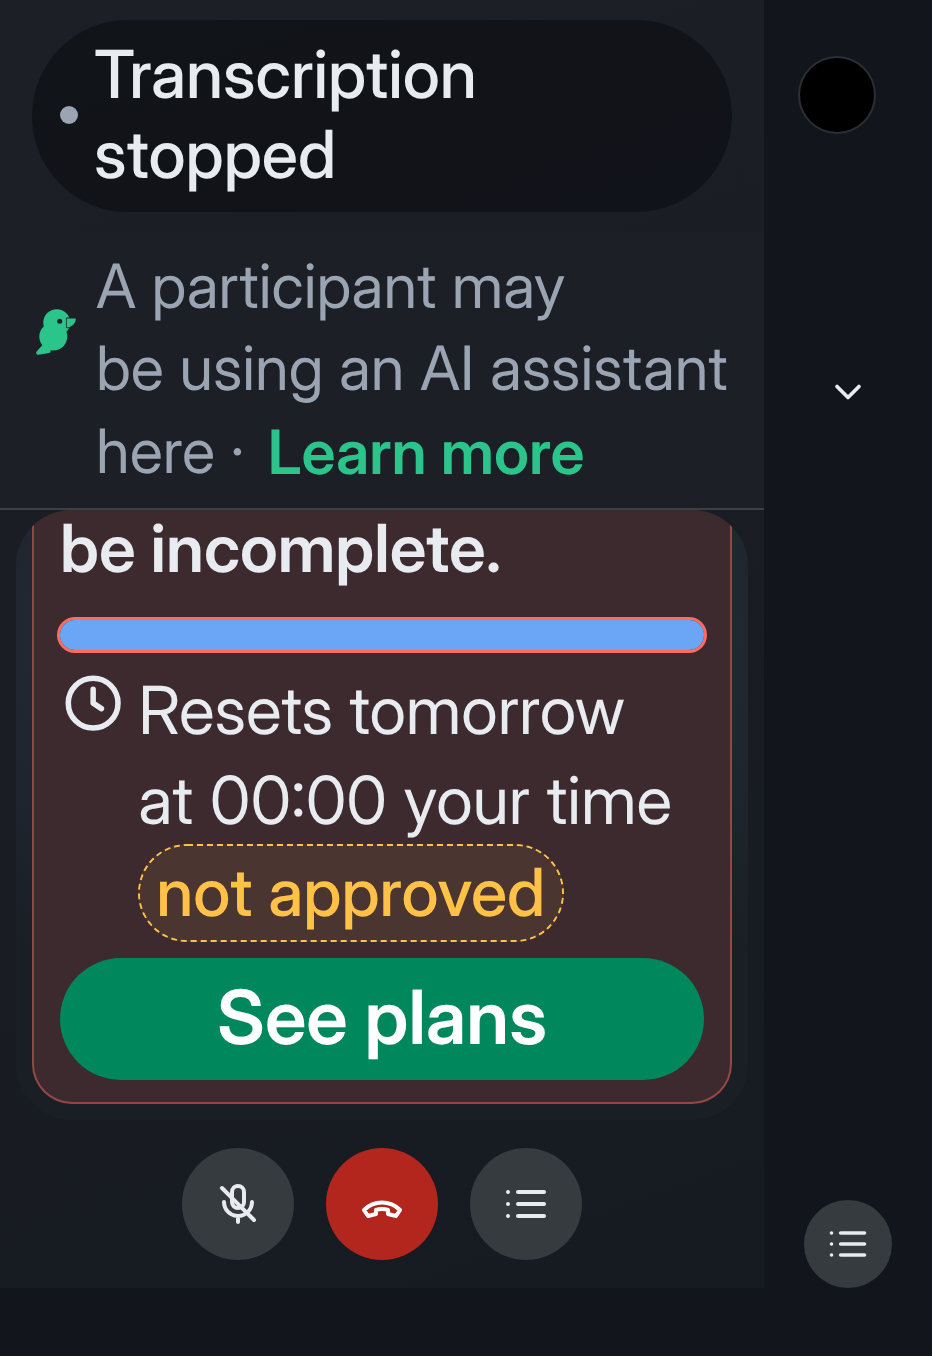 Transcription
stopped
A participant may
be using an AI assistant
here · Learn more
be incomplete.
Resets tomorrow
at 00:00 your time
not approved
See plans